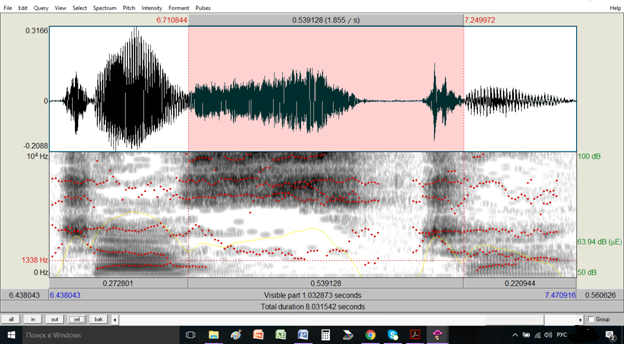 File Edit Query View Select Spectrum Pitch Intensity Formant Pulses Help
6.710844 0.539128 (1.855 / s) 7.249972
0.3166
0
-0.2088
10⁴ Hz 100 dB
63.94 dB (µE)
1338 Hz
0 Hz 50 dB
0.272801 0.539128 0.220944
6.438043 6.438043 Visible part 1.032873 seconds 7.470916 0.560626
Total duration 8.031542 seconds
all in out sel bak Group
Поиск в Windows РУС